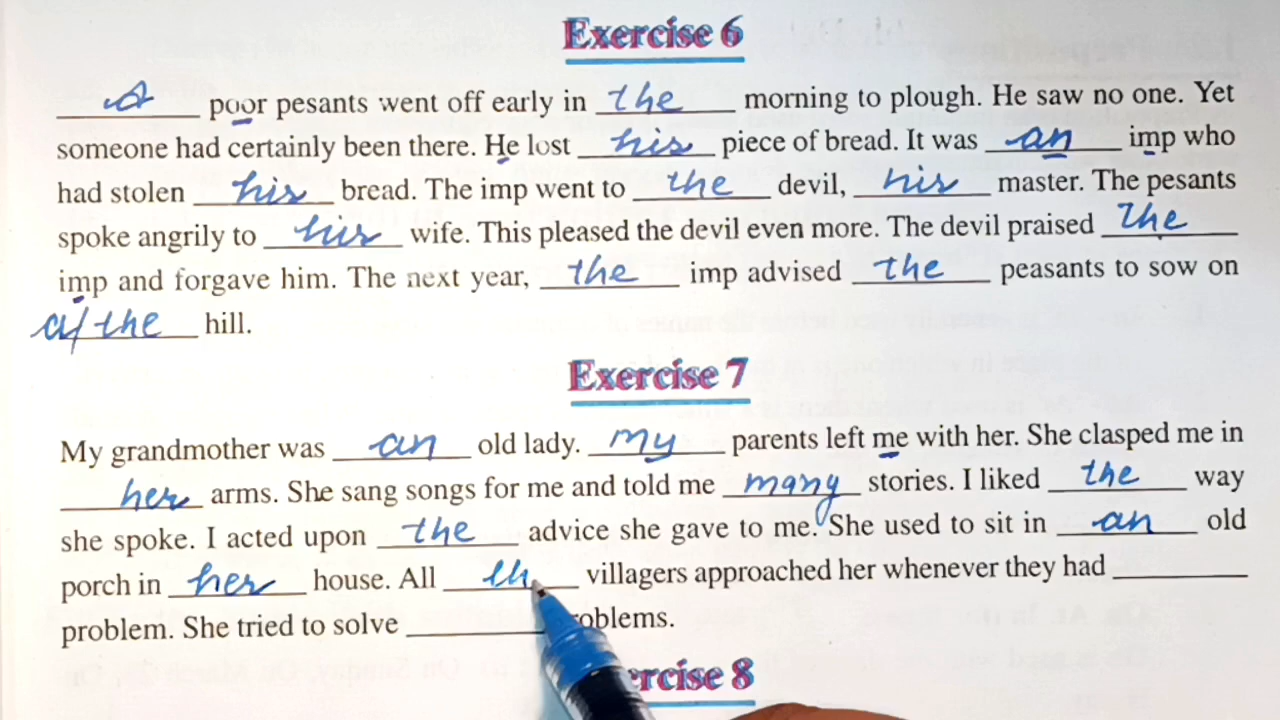 Exercise 6
A poor pesants went off early in the morning to plough. He saw no one. Yet
someone had certainly been there. He lost his piece of bread. It was an imp who
had stolen his bread. The imp went to the devil, his master. The pesants
spoke angrily to his wife. This pleased the devil even more. The devil praised The
imp and forgave him. The next year, the imp advised the peasants to sow on
a/the hill.
Exercise 7
My grandmother was an old lady. my parents left me with her. She clasped me in
her arms. She sang songs for me and told me many stories. I liked the way
she spoke. I acted upon the advice she gave to me. She used to sit in an old
porch in her house. All th villagers approached her whenever they had
problem. She tried to solve